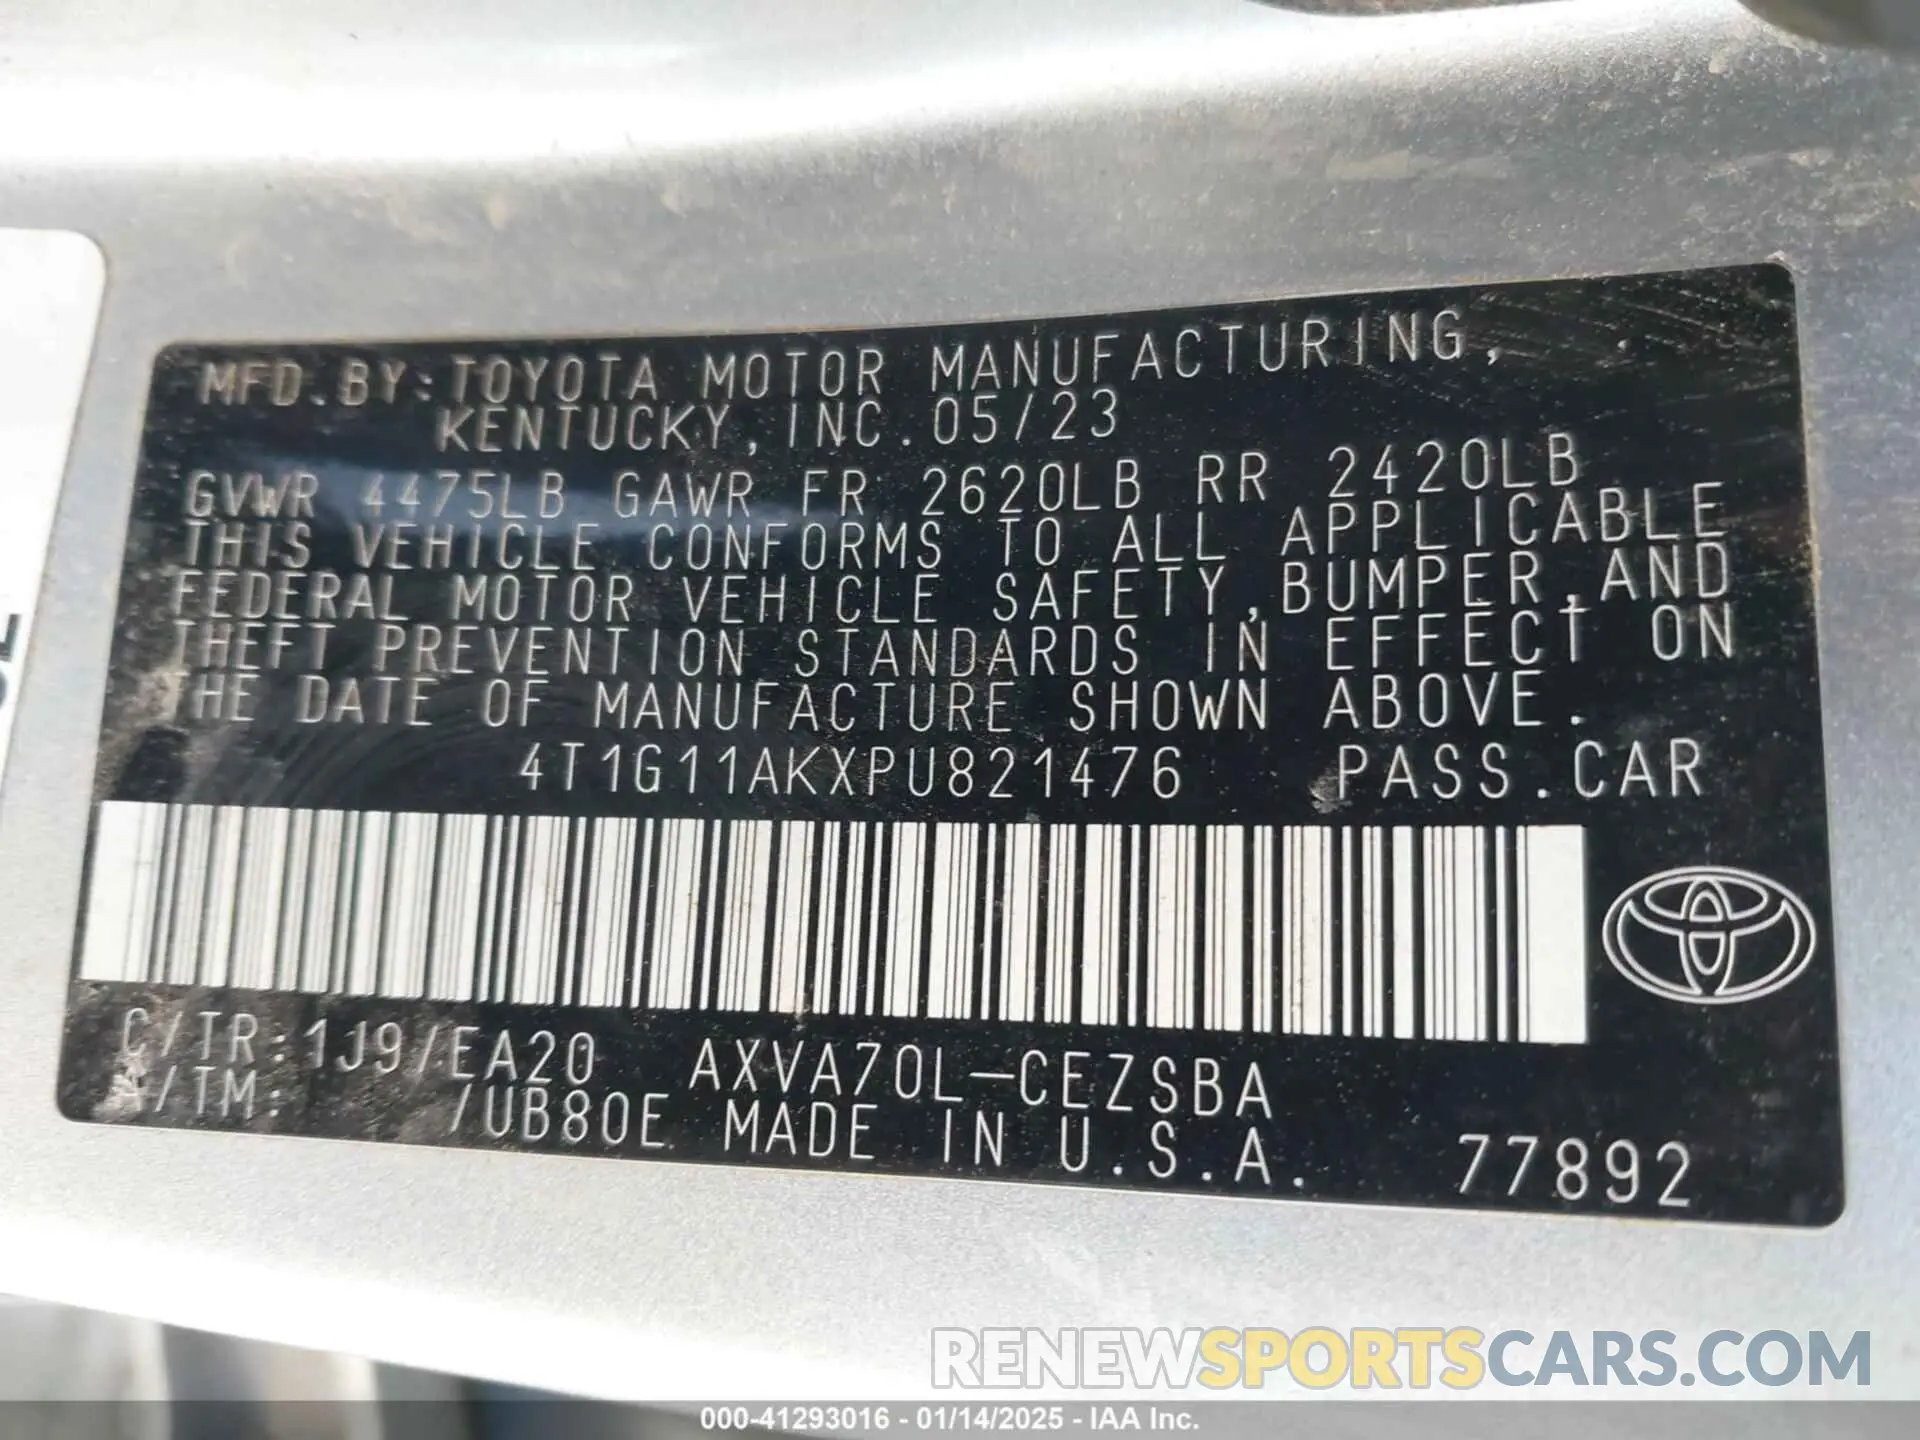 MFD.BY:TOYOTA MOTOR MANUFACTURING,
KENTUCKY,INC.05/23
GVWR 4475LB GAWR FR 2620LB RR 2420LB
THIS VEHICLE CONFORMS TO ALL APPLICABLE
FEDERAL MOTOR VEHICLE SAFETY,BUMPER,AND
THEFT PREVENTION STANDARDS IN EFFECT ON
THE DATE OF MANUFACTURE SHOWN ABOVE.
4T1G11AKXPU821476 PASS.CAR
C/TR:1J9/EA20 AXVA70L-CEZSBA
A/TM: /UB80E MADE IN U.S.A. 77892
RENEWSPORTSCARS.COM
000-41293016 - 01/14/2025 - IAA Inc.